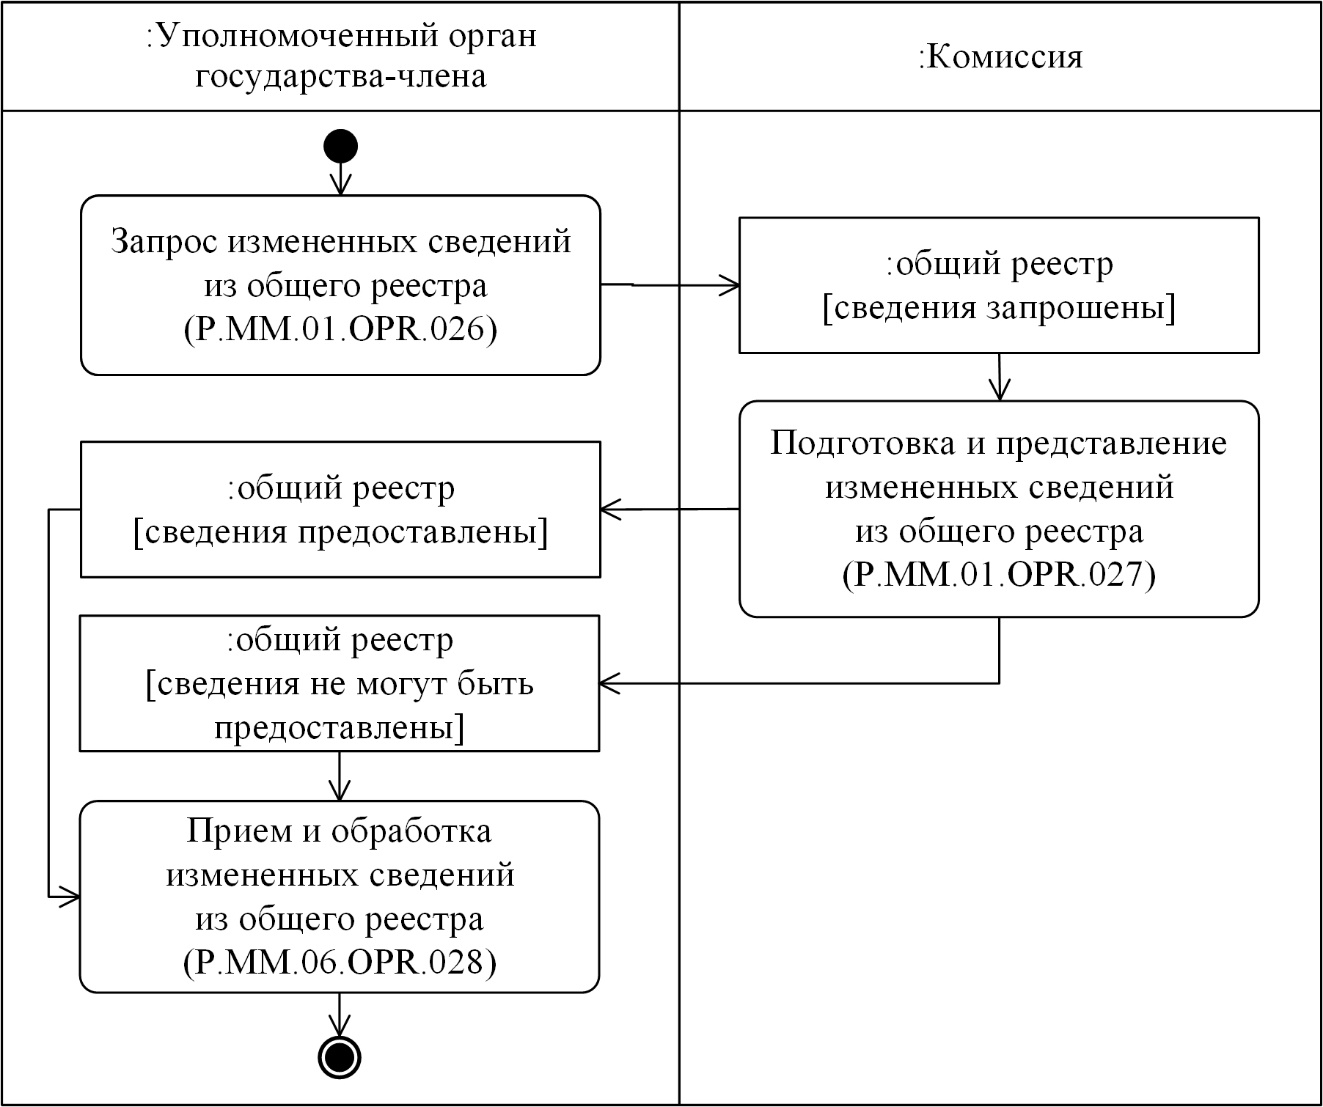 :Уполномоченный орган
государства-члена
:Комиссия
Запрос измененных сведений
из общего реестра
(P.MM.01.OPR.026)
:общий реестр
[сведения запрошены]
Подготовка и представление
измененных сведений
из общего реестра
(P.MM.01.OPR.027)
:общий реестр
[сведения предоставлены]
:общий реестр
[сведения не могут быть
предоставлены]
Прием и обработка
измененных сведений
из общего реестра
(P.MM.06.OPR.028)